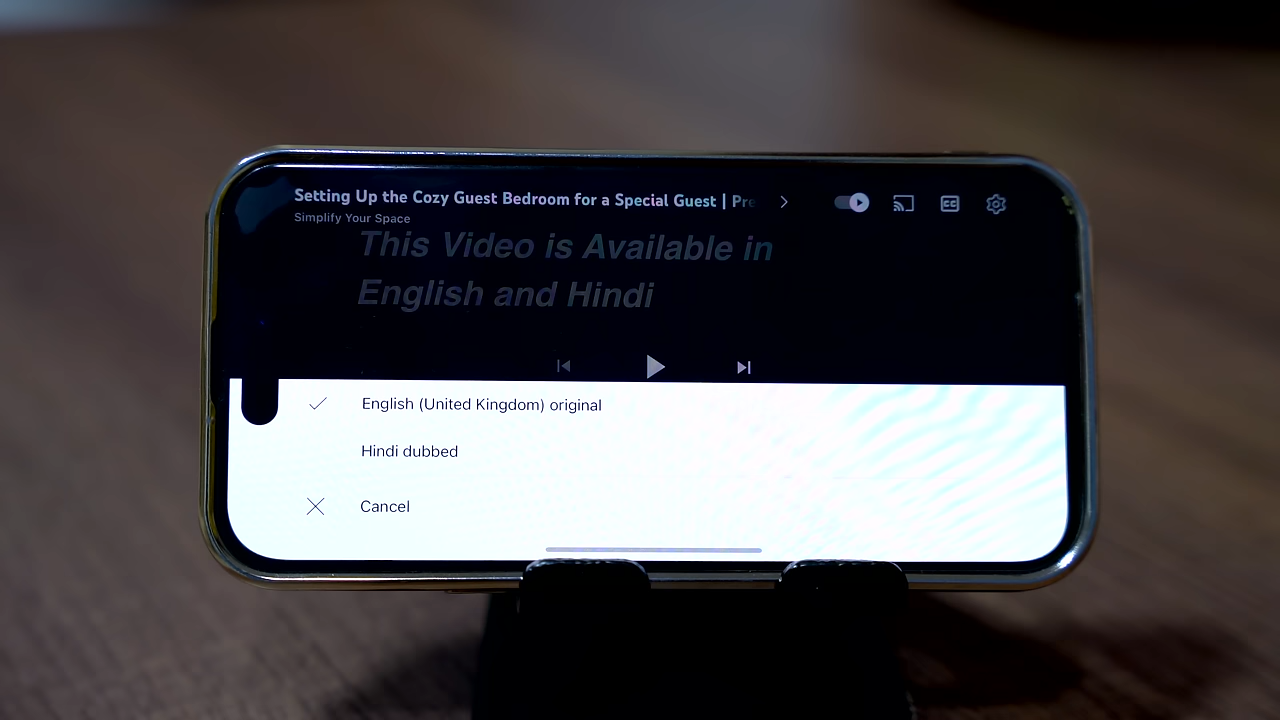 Setting Up the Cozy Guest Bedroom for a Special Guest | Pre
Simplify Your Space
CC
This Video is Available in
English and Hindi
English (United Kingdom) original
Hindi dubbed
Cancel